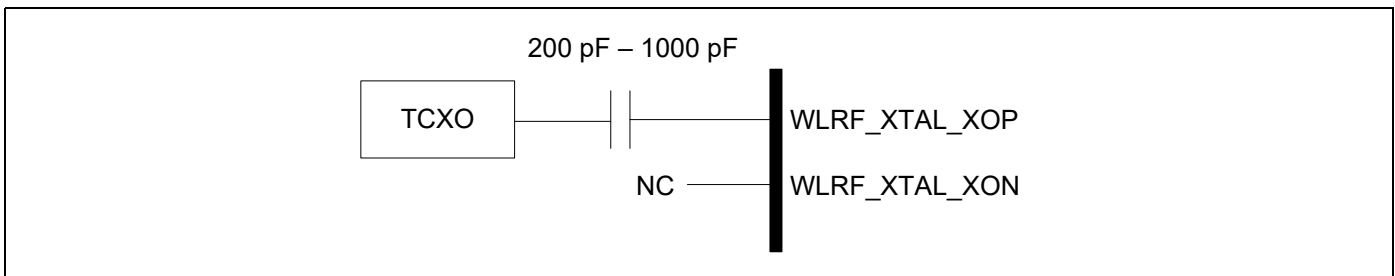 200 pF – 1000 pF
TCXO
WLRF_XTAL_XOP
NC
WLRF_XTAL_XON